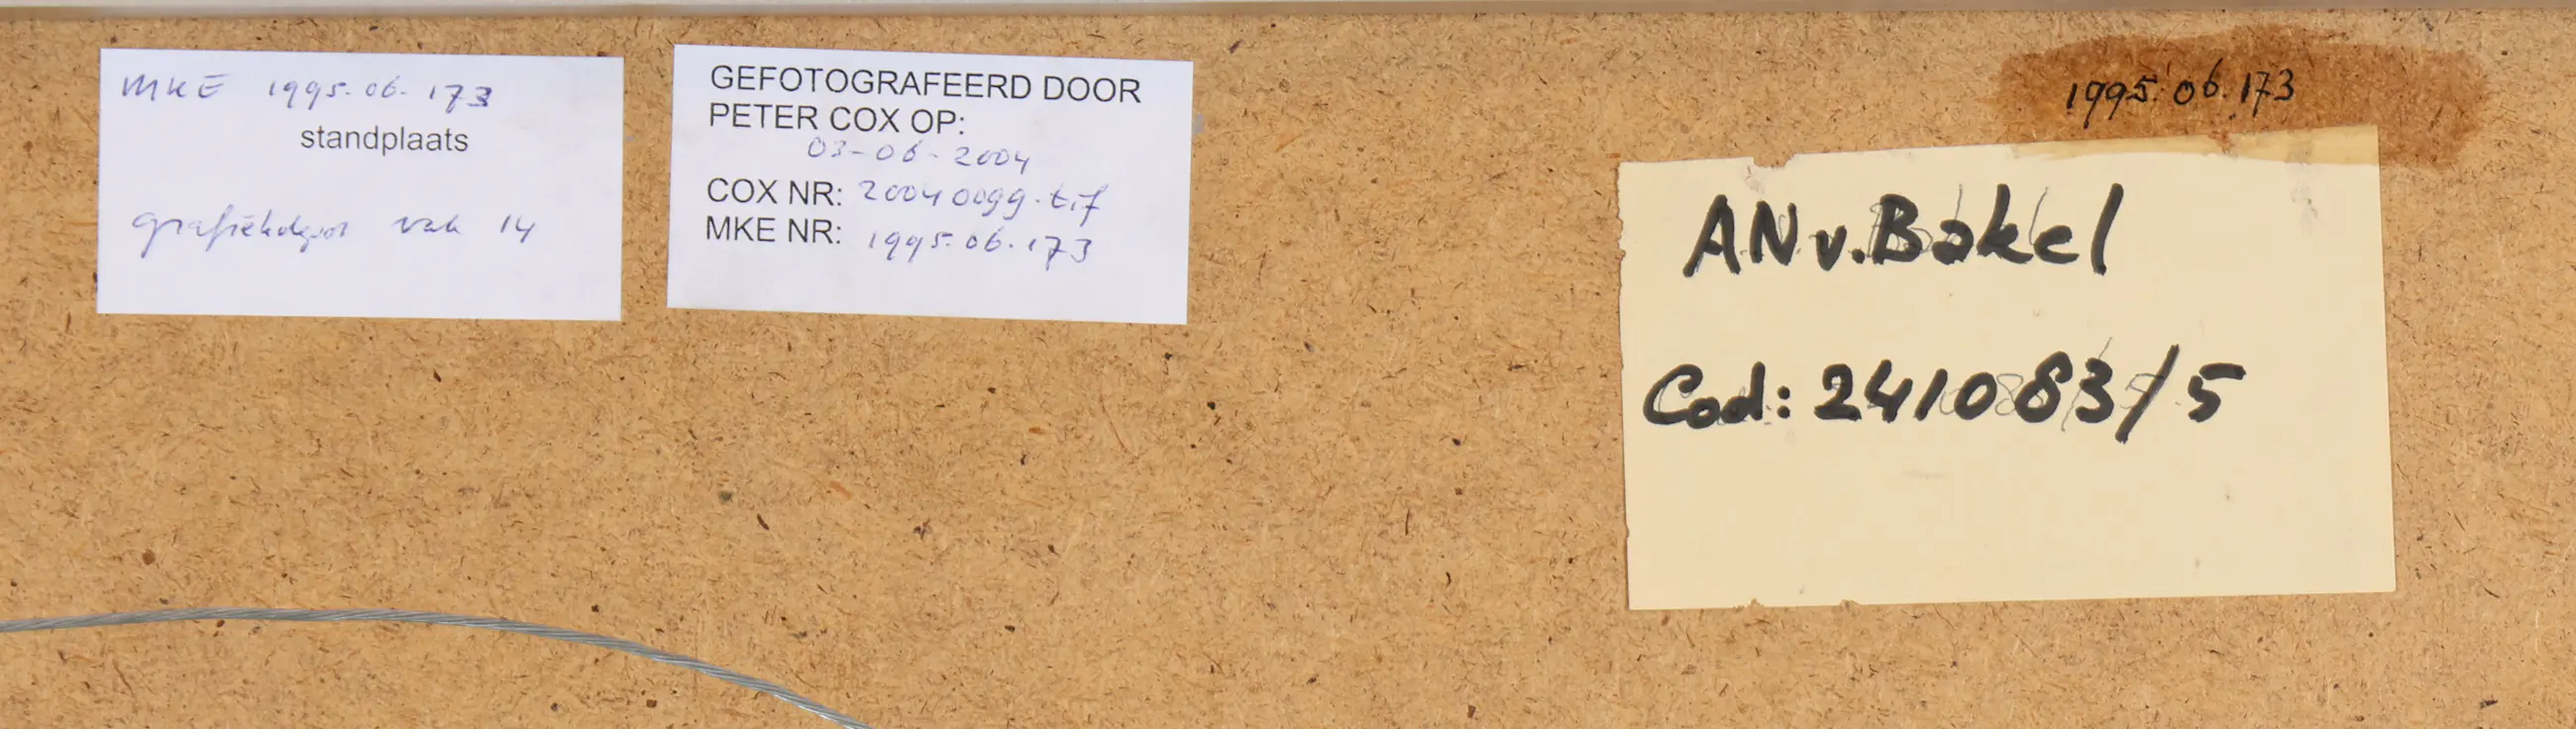 MKE 1995.06.173
standplaats
grafiekdepot vak 14
GEFOTOGRAFEERD DOOR
PETER COX OP:
03-06-2004
COX NR: 20040099.tif
MKE NR: 1995.06.173
1995.06.173
AN v. Bakel
Cod: 241083/5